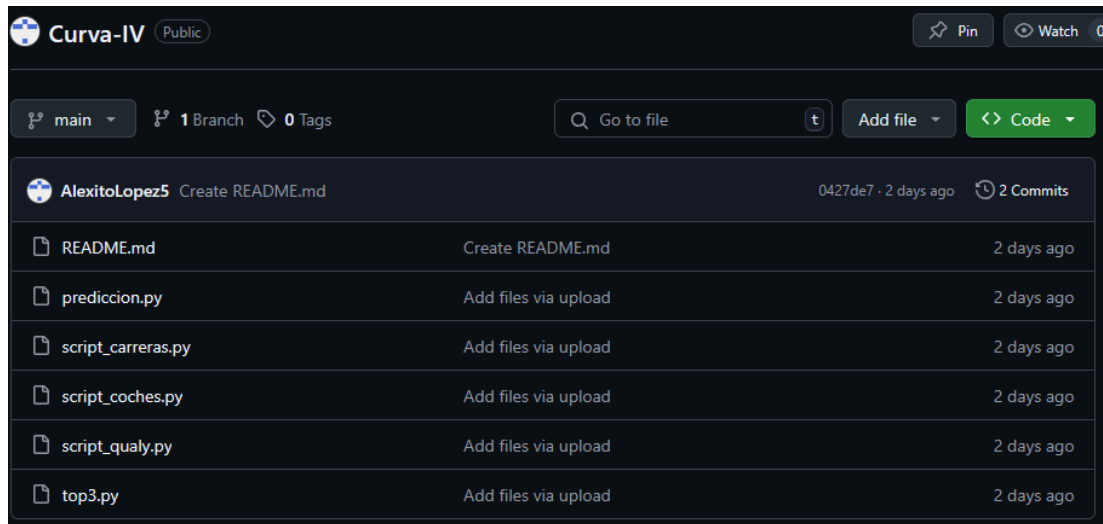 Curva-IV Public Pin Watch 0
main 1 Branch 0 Tags Go to file t Add file Code
AlexitoLopez5 Create README.md 0427de7 · 2 days ago 2 Commits
README.md Create README.md 2 days ago
prediccion.py Add files via upload 2 days ago
script_carreras.py Add files via upload 2 days ago
script_coches.py Add files via upload 2 days ago
script_qualy.py Add files via upload 2 days ago
top3.py Add files via upload 2 days ago